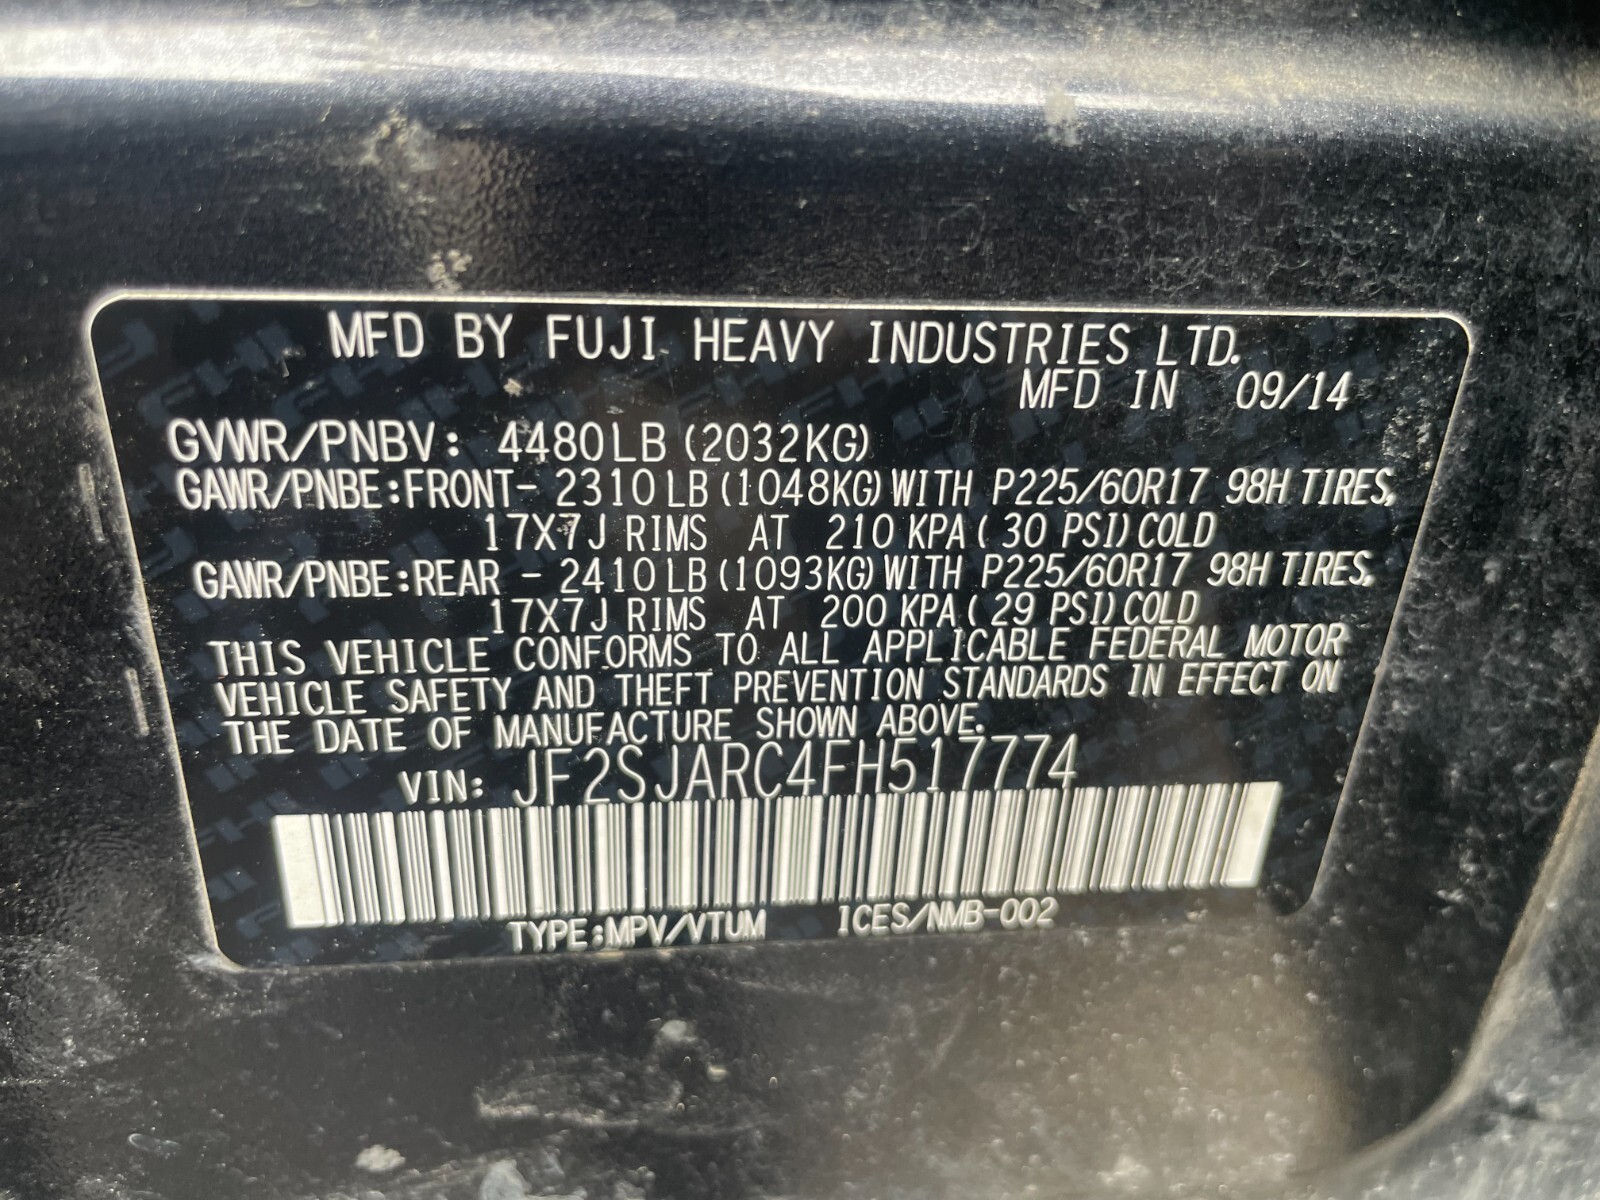 MFD BY FUJI HEAVY INDUSTRIES LTD.
MFD IN 09/14
GVWR/PNBV: 4480LB (2032KG)
GAWR/PNBE:FRONT- 2310LB (1048KG) WITH P225/60R17 98H TIRES,
17X7J RIMS AT 210 KPA ( 30 PSI) COLD
GAWR/PNBE:REAR - 2410LB (1093KG) WITH P225/60R17 98H TIRES,
17X7J RIMS AT 200 KPA ( 29 PSI) COLD
THIS VEHICLE CONFORMS TO ALL APPLICABLE FEDERAL MOTOR
VEHICLE SAFETY AND THEFT PREVENTION STANDARDS IN EFFECT ON
THE DATE OF MANUFACTURE SHOWN ABOVE.
VIN: JF2SJARC4FH517774
TYPE:MPV/VTUM ICES/NMB-002